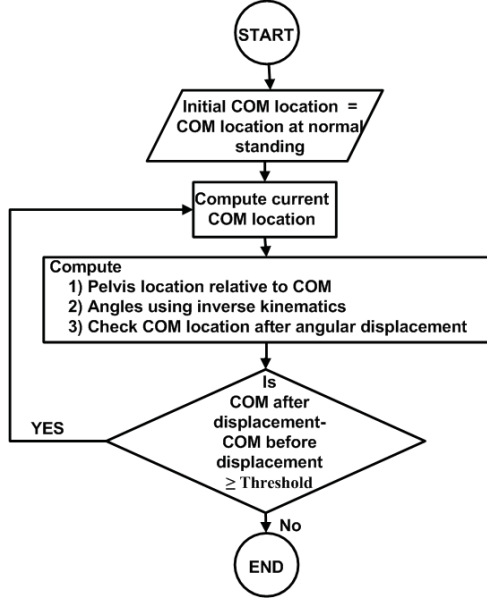 START
Initial COM location =
COM location at normal
standing
Compute current
COM location
Compute
1) Pelvis location relative to COM
2) Angles using inverse kinematics
3) Check COM location after angular displacement
Is
COM after
displacement-
COM before
displacement
≥ Threshold
YES
No
END